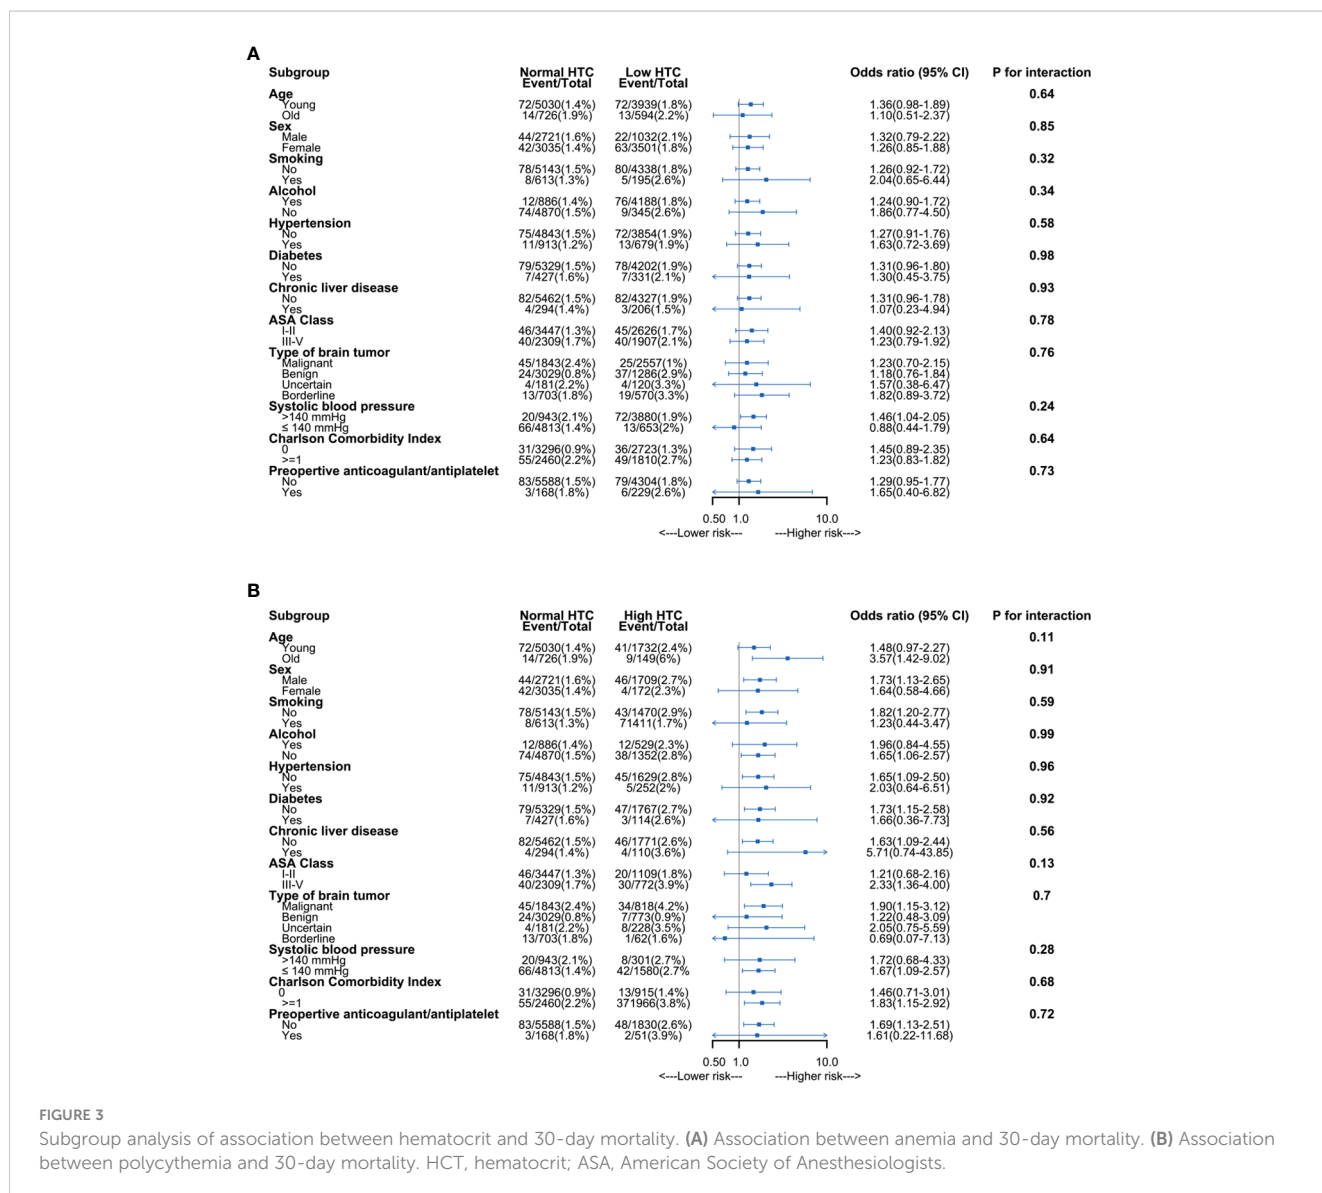 A
Subgroup Normal HTC Event/Total Low HTC Event/Total Odds ratio (95% CI) P for interaction
Age 0.64
Young 72/5030(1.4%) 72/3939(1.8%) 1.36(0.98-1.89)
Old 14/726(1.9%) 13/594(2.2%) 1.10(0.51-2.37)
Sex 0.85
Male 44/2721(1.6%) 22/1032(2.1%) 1.32(0.79-2.22)
Female 42/3035(1.4%) 63/3501(1.8%) 1.26(0.85-1.88)
Smoking 0.32
No 78/5143(1.5%) 80/4338(1.8%) 1.26(0.92-1.72)
Yes 8/613(1.3%) 5/195(2.6%) 2.04(0.65-6.44)
Alcohol 0.34
Yes 12/886(1.4%) 76/4188(1.8%) 1.24(0.90-1.72)
No 74/4870(1.5%) 9/345(2.6%) 1.86(0.77-4.50)
Hypertension 0.58
No 75/4843(1.5%) 72/3854(1.9%) 1.27(0.91-1.76)
Yes 11/913(1.2%) 13/679(1.9%) 1.63(0.72-3.69)
Diabetes 0.98
No 79/5329(1.5%) 78/4202(1.9%) 1.31(0.96-1.80)
Yes 7/427(1.6%) 7/331(2.1%) 1.30(0.45-3.75)
Chronic liver disease 0.93
No 82/5462(1.5%) 82/4327(1.9%) 1.31(0.96-1.78)
Yes 4/294(1.4%) 3/206(1.5%) 1.07(0.23-4.94)
ASA Class 0.78
I-II 46/3447(1.3%) 45/2626(1.7%) 1.40(0.92-2.13)
III-V 40/2309(1.7%) 40/1907(2.1%) 1.23(0.79-1.92)
Type of brain tumor 0.76
Malignant 45/1843(2.4%) 25/2557(1%) 1.23(0.70-2.15)
Benign 24/3029(0.8%) 37/1286(2.9%) 1.18(0.76-1.84)
Uncertain 4/181(2.2%) 4/120(3.3%) 1.57(0.38-6.47)
Borderline 13/703(1.8%) 19/570(3.3%) 1.82(0.89-3.72)
Systolic blood pressure 0.24
>140 mmHg 20/943(2.1%) 72/3880(1.9%) 1.46(1.04-2.05)
≤ 140 mmHg 66/4813(1.4%) 13/653(2%) 0.88(0.44-1.79)
Charlson Comorbidity Index 0.64
0 31/3296(0.9%) 36/2723(1.3%) 1.45(0.89-2.35)
>=1 55/2460(2.2%) 49/1810(2.7%) 1.23(0.83-1.82)
Preopertive anticoagulant/antiplatelet 0.73
No 83/5588(1.5%) 79/4304(1.8%) 1.29(0.95-1.77)
Yes 3/168(1.8%) 6/229(2.6%) 1.65(0.40-6.82)
0.50 1.0 10.0
<---Lower risk--- ---Higher risk--->
B
Subgroup Normal HTC Event/Total High HTC Event/Total Odds ratio (95% CI) P for interaction
Age 0.11
Young 72/5030(1.4%) 41/1732(2.4%) 1.48(0.97-2.27)
Old 14/726(1.9%) 9/149(6%) 3.57(1.42-9.02)
Sex 0.91
Male 44/2721(1.6%) 46/1709(2.7%) 1.73(1.13-2.65)
Female 42/3035(1.4%) 4/172(2.3%) 1.64(0.58-4.66)
Smoking 0.59
No 78/5143(1.5%) 43/1470(2.9%) 1.82(1.20-2.77)
Yes 8/613(1.3%) 71411(1.7%) 1.23(0.44-3.47)
Alcohol 0.99
Yes 12/886(1.4%) 12/529(2.3%) 1.96(0.84-4.55)
No 74/4870(1.5%) 38/1352(2.8%) 1.65(1.06-2.57)
Hypertension 0.96
No 75/4843(1.5%) 45/1629(2.8%) 1.65(1.09-2.50)
Yes 11/913(1.2%) 5/252(2%) 2.03(0.64-6.51)
Diabetes 0.92
No 79/5329(1.5%) 47/1767(2.7%) 1.73(1.15-2.58)
Yes 7/427(1.6%) 3/114(2.6%) 1.66(0.36-7.73]
Chronic liver disease 0.56
No 82/5462(1.5%) 46/1771(2.6%) 1.63(1.09-2.44)
Yes 4/294(1.4%) 4/110(3.6%) 5.71(0.74-43.85)
ASA Class 0.13
I-II 46/3447(1.3%) 20/1109(1.8%) 1.21(0.68-2.16)
III-V 40/2309(1.7%) 30/772(3.9%) 2.33(1.36-4.00)
Type of brain tumor 0.7
Malignant 45/1843(2.4%) 34/818(4.2%) 1.90(1.15-3.12)
Benign 24/3029(0.8%) 7/773(0.9%) 1.22(0.48-3.09)
Uncertain 4/181(2.2%) 8/228(3.5%) 2.05(0.75-5.59)
Borderline 13/703(1.8%) 1/62(1.6%) 0.69(0.07-7.13)
Systolic blood pressure 0.28
>140 mmHg 20/943(2.1%) 8/301(2.7%) 1.72(0.68-4.33)
≤ 140 mmHg 66/4813(1.4%) 42/1580(2.7% 1.67(1.09-2.57)
Charlson Comorbidity Index 0.68
0 31/3296(0.9%) 13/915(1.4%) 1.46(0.71-3.01)
>=1 55/2460(2.2%) 371966(3.8%) 1.83(1.15-2.92)
Preopertive anticoagulant/antiplatelet 0.72
No 83/5588(1.5%) 48/1830(2.6%) 1.69(1.13-2.51)
Yes 3/168(1.8%) 2/51(3.9%) 1.61(0.22-11.68)
0.50 1.0 10.0
<---Lower risk--- ---Higher risk--->
FIGURE 3
Subgroup analysis of association between hematocrit and 30-day mortality. (A) Association between anemia and 30-day mortality. (B) Association
between polycythemia and 30-day mortality. HCT, hematocrit; ASA, American Society of Anesthesiologists.